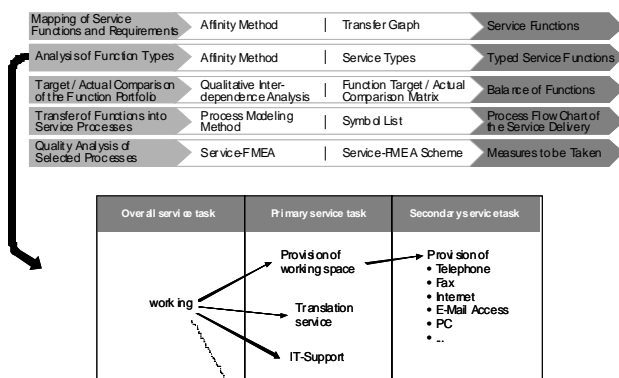 Mapping of Service
Functions and Requirements
Affinity Method
Transfer Graph
Service Functions
Analysis of Function Types
Affinity Method
Service Types
Typed Service Functions
Target / Actual Comparison
of the Function Portfolio
Qualitative Inter-
dependence Analysis
Function Target / Actual
Comparison Matrix
Balance of Functions
Transfer of Functions into
Service Processes
Process Modeling
Method
Symbol List
Process Flow Chart of
the Service Delivery
Quality Analysis of
Selected Processes
Service-FMEA
Service-FMEA Scheme
Measures to be Taken
Overall service task
Primary service task
Secondary service task
working
Provision of
working space
Translation
service
IT-Support
Provision of
• Telephone
• Fax
• Internet
• E-Mail Access
• PC
• ...